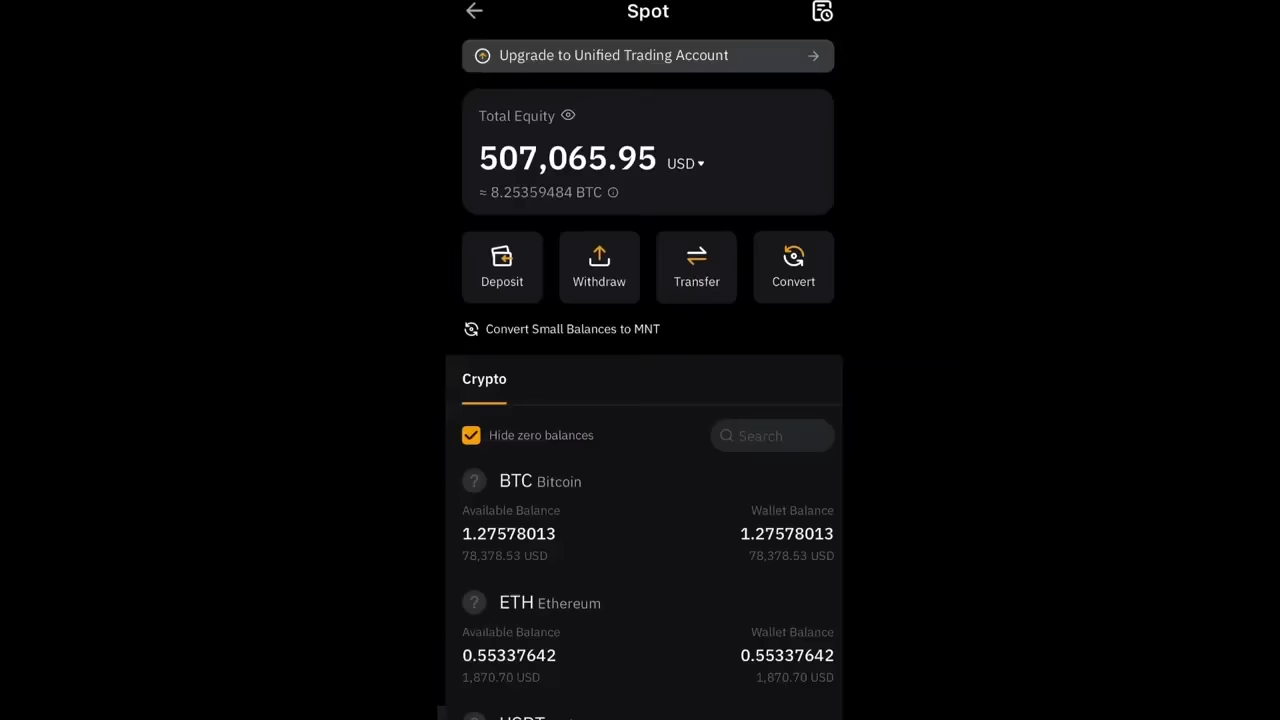 Spot
Upgrade to Unified Trading Account
Total Equity
507,065.95 USD
≈ 8.25359484 BTC
Deposit Withdraw Transfer Convert
Convert Small Balances to MNT
Crypto
Hide zero balances Search
? BTC Bitcoin
Available Balance Wallet Balance
1.27578013 1.27578013
78,378.53 USD 78,378.53 USD
? ETH Ethereum
Available Balance Wallet Balance
0.55337642 0.55337642
1,870.70 USD 1,870.70 USD